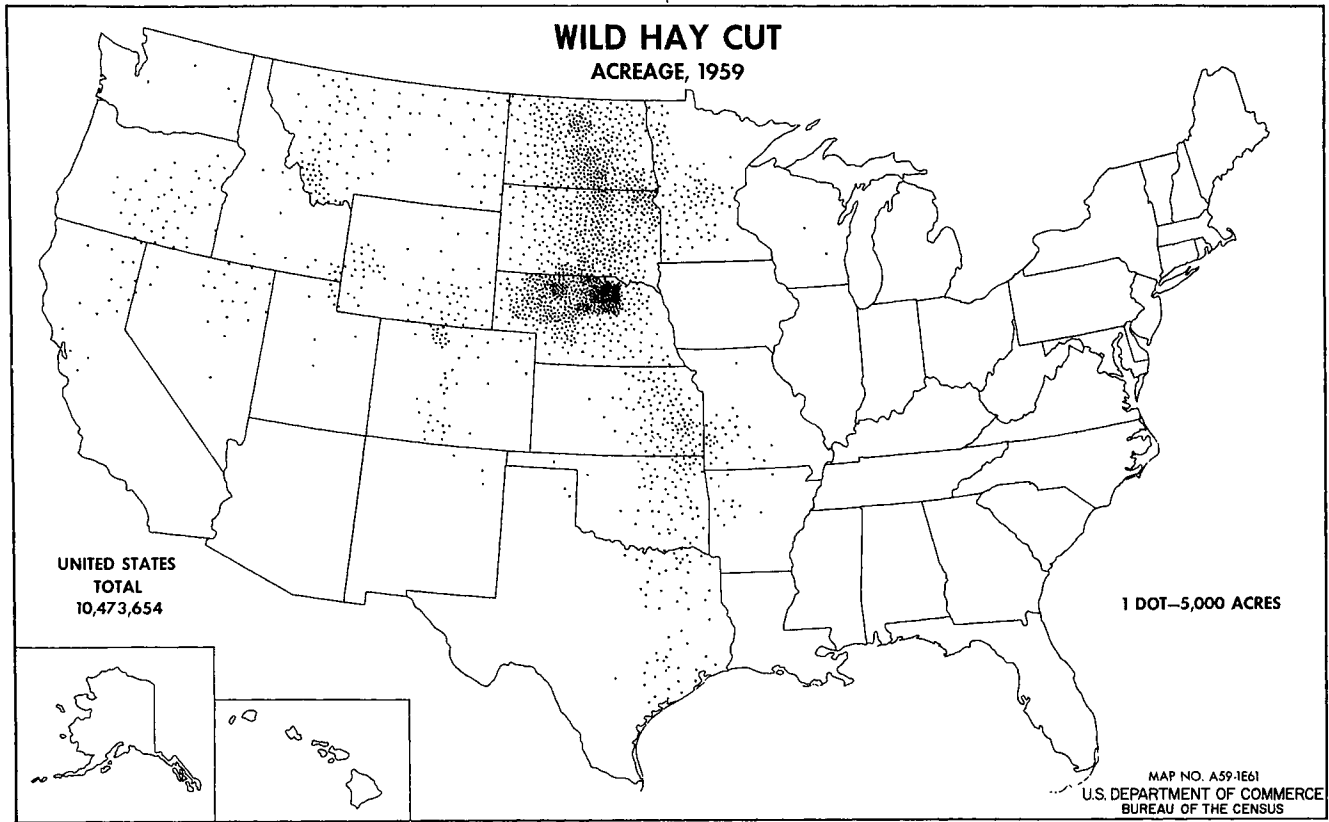 WILD HAY CUT
ACREAGE, 1959
UNITED STATES
TOTAL
10,473,654
1 DOT—5,000 ACRES
MAP NO. A59-1E61
U.S. DEPARTMENT OF COMMERCE
BUREAU OF THE CENSUS